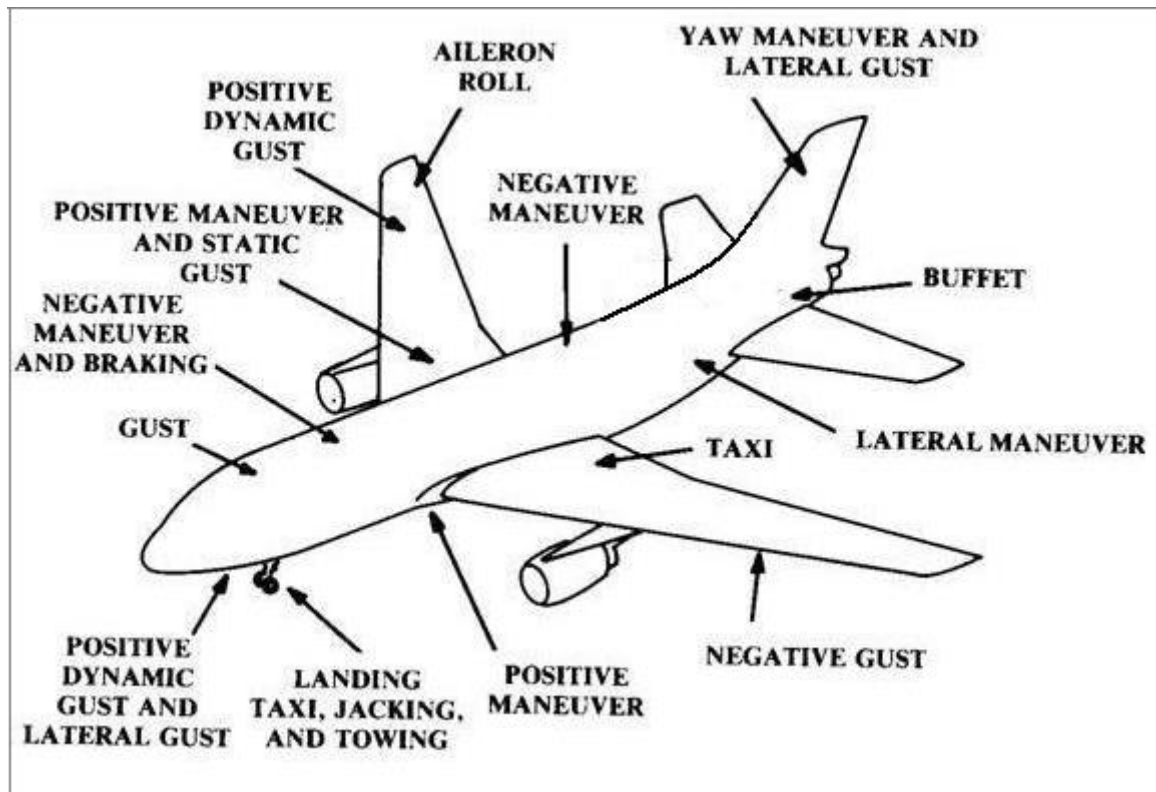 AILERON
ROLL
YAW MANEUVER AND
LATERAL GUST
POSITIVE
DYNAMIC
GUST
NEGATIVE
MANEUVER
POSITIVE MANEUVER
AND STATIC
GUST
NEGATIVE
MANEUVER
AND BRAKING
BUFFET
GUST
TAXI
LATERAL MANEUVER
POSITIVE
DYNAMIC
GUST AND
LATERAL GUST
LANDING
TAXI, JACKING,
AND TOWING
POSITIVE
MANEUVER
NEGATIVE GUST